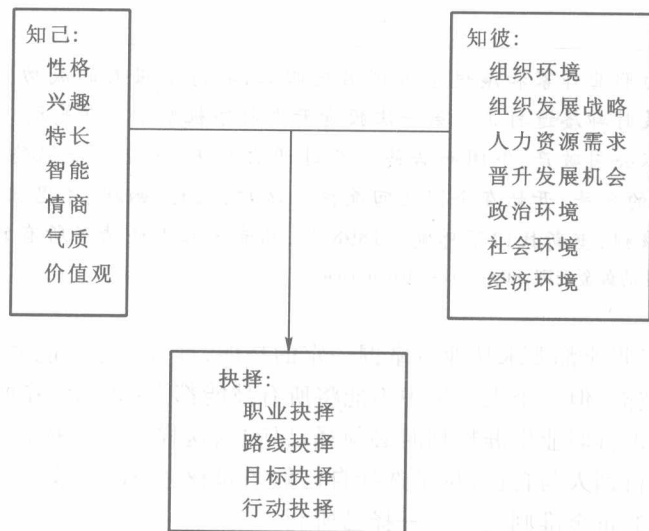 知己:
性格
兴趣
特长
智能
情商
气质
价值观
知彼:
组织环境
组织发展战略
人力资源需求
晋升发展机会
政治环境
社会环境
经济环境
抉择:
职业抉择
路线抉择
目标抉择
行动抉择